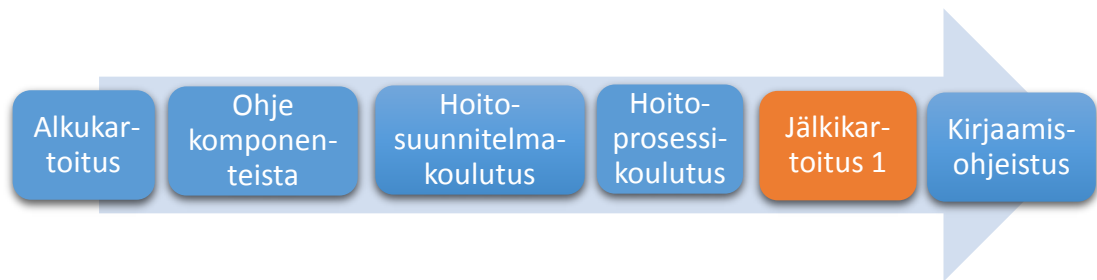 Alkukar-
toitus
Ohje
komponen-
teista
Hoito-
suunnitelma-
koulutus
Hoito-
prosessi-
koulutus
Jälkikar-
toitus 1
Kirjaamis-
ohjeistus